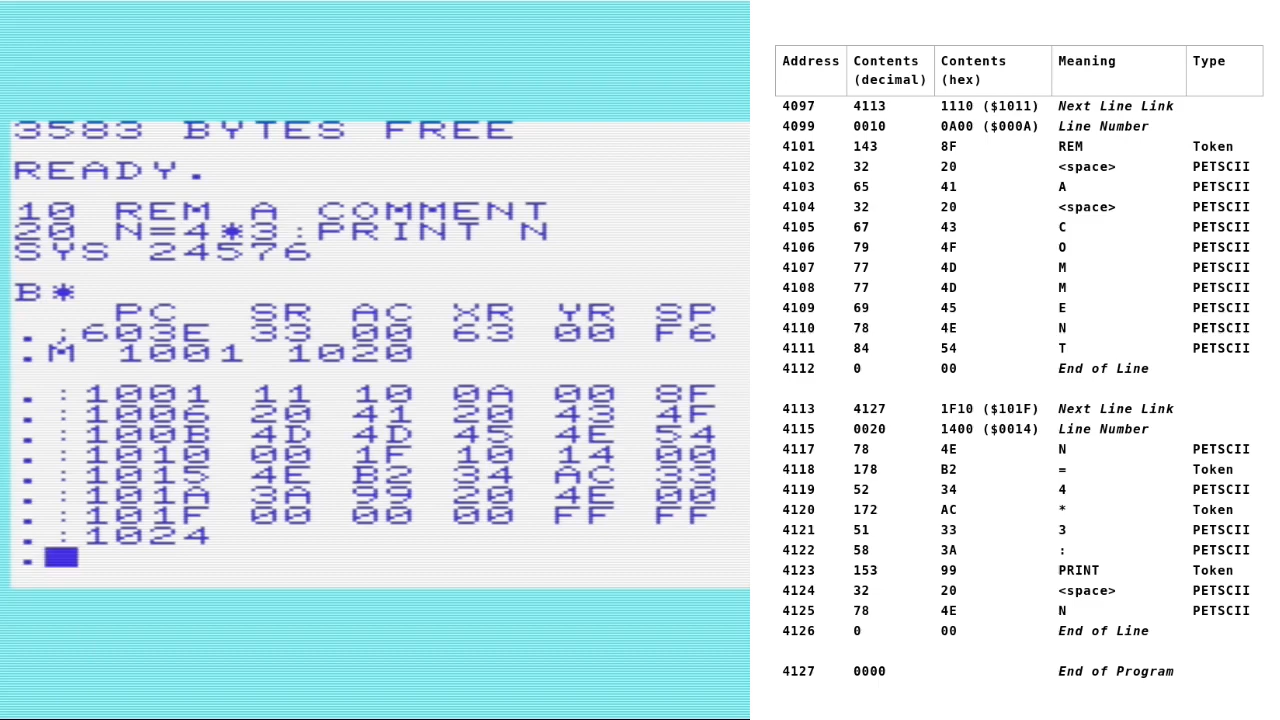 3583 BYTES FREE
READY.
10 REM A COMMENT
20 N=4*3:PRINT N
SYS 24576
B*
PC SR AC XR YR SP
.;603E 33 00 63 00 F6
.M 1001 1020
.:1001 11 10 0A 00 8F
.:1006 20 41 20 43 4F
.:100B 4D 4D 45 4E 54
.:1010 00 1F 10 14 00
.:1015 4E B2 34 AC 33
.:101A 3A 99 20 4E 00
.:101F 00 00 00 FF FF
.:1024
.
Address Contents (decimal) Contents (hex) Meaning Type
4097 4113 1110 ($1011) Next Line Link
4099 0010 0A00 ($000A) Line Number
4101 143 8F REM Token
4102 32 20 <space> PETSCII
4103 65 41 A PETSCII
4104 32 20 <space> PETSCII
4105 67 43 C PETSCII
4106 79 4F O PETSCII
4107 77 4D M PETSCII
4108 77 4D M PETSCII
4109 69 45 E PETSCII
4110 78 4E N PETSCII
4111 84 54 T PETSCII
4112 0 00 End of Line
4113 4127 1F10 ($101F) Next Line Link
4115 0020 1400 ($0014) Line Number
4117 78 4E N PETSCII
4118 178 B2 = Token
4119 52 34 4 PETSCII
4120 172 AC * Token
4121 51 33 3 PETSCII
4122 58 3A : PETSCII
4123 153 99 PRINT Token
4124 32 20 <space> PETSCII
4125 78 4E N PETSCII
4126 0 00 End of Line
4127 0000 End of Program